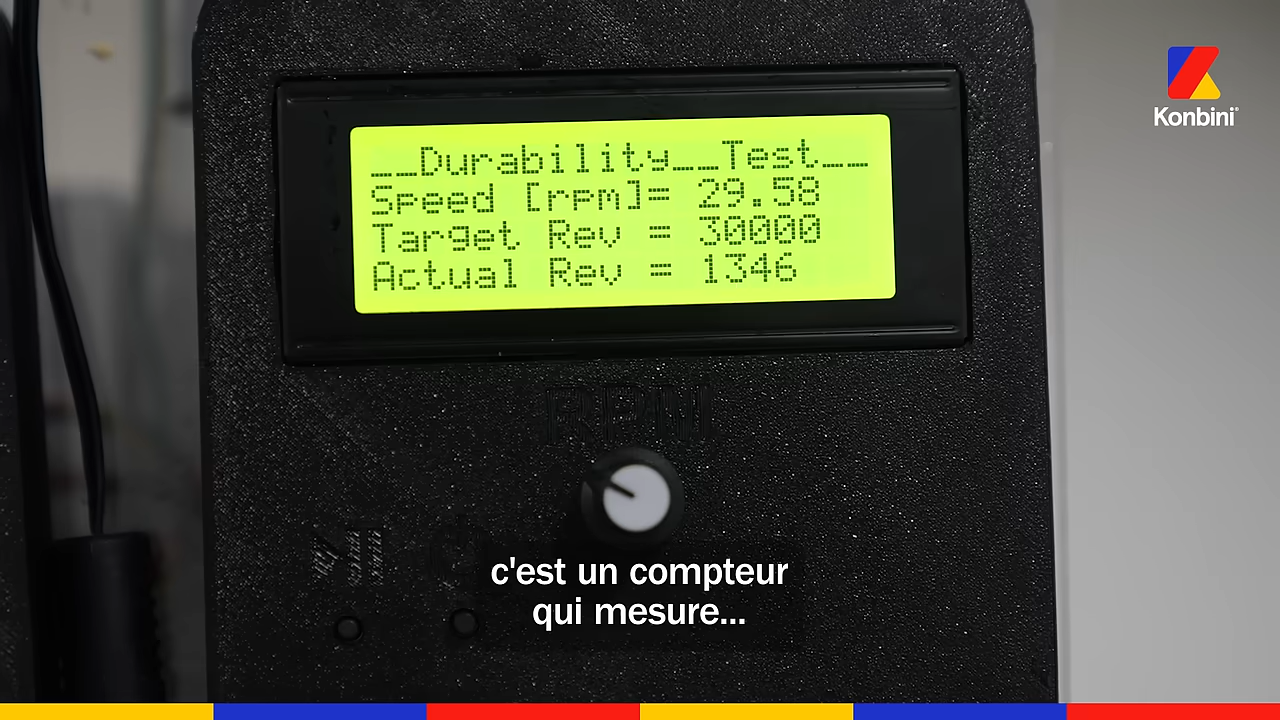 Konbini
__Durability__Test__
Speed [rpm]= 29.58
Target Rev = 30000
Actual Rev = 1346
RPM
c'est un compteur
qui mesure...